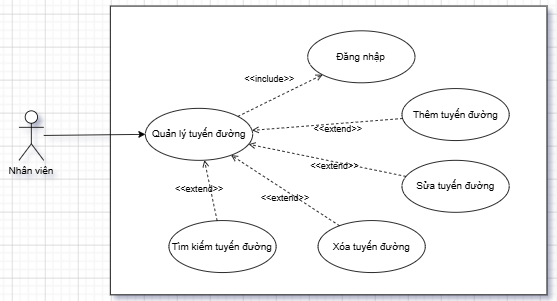 Đăng nhập
<<include>>
Thêm tuyến đường
<<extend>>
Quản lý tuyến đường
Nhân viên
Sửa tuyến đường
<<extend>>
<<extend>>
<<extend>>
Tìm kiếm tuyến đường
Xóa tuyến đường